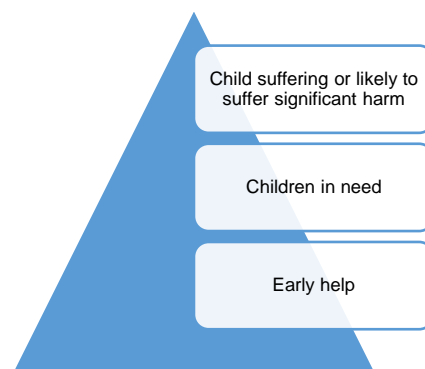 Child suffering or likely to
suffer significant harm
Children in need
Early help